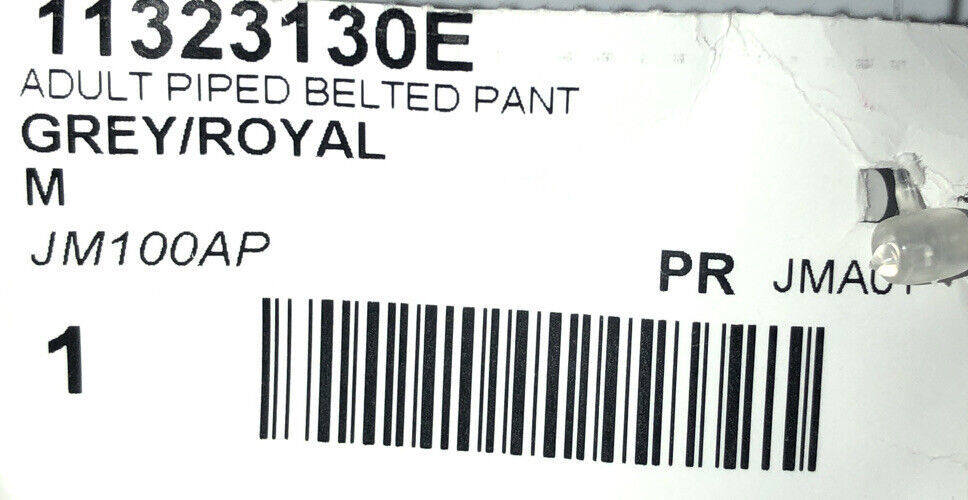 11323130E
ADULT PIPED BELTED PANT
GREY/ROYAL
M
JM100AP
PR
1